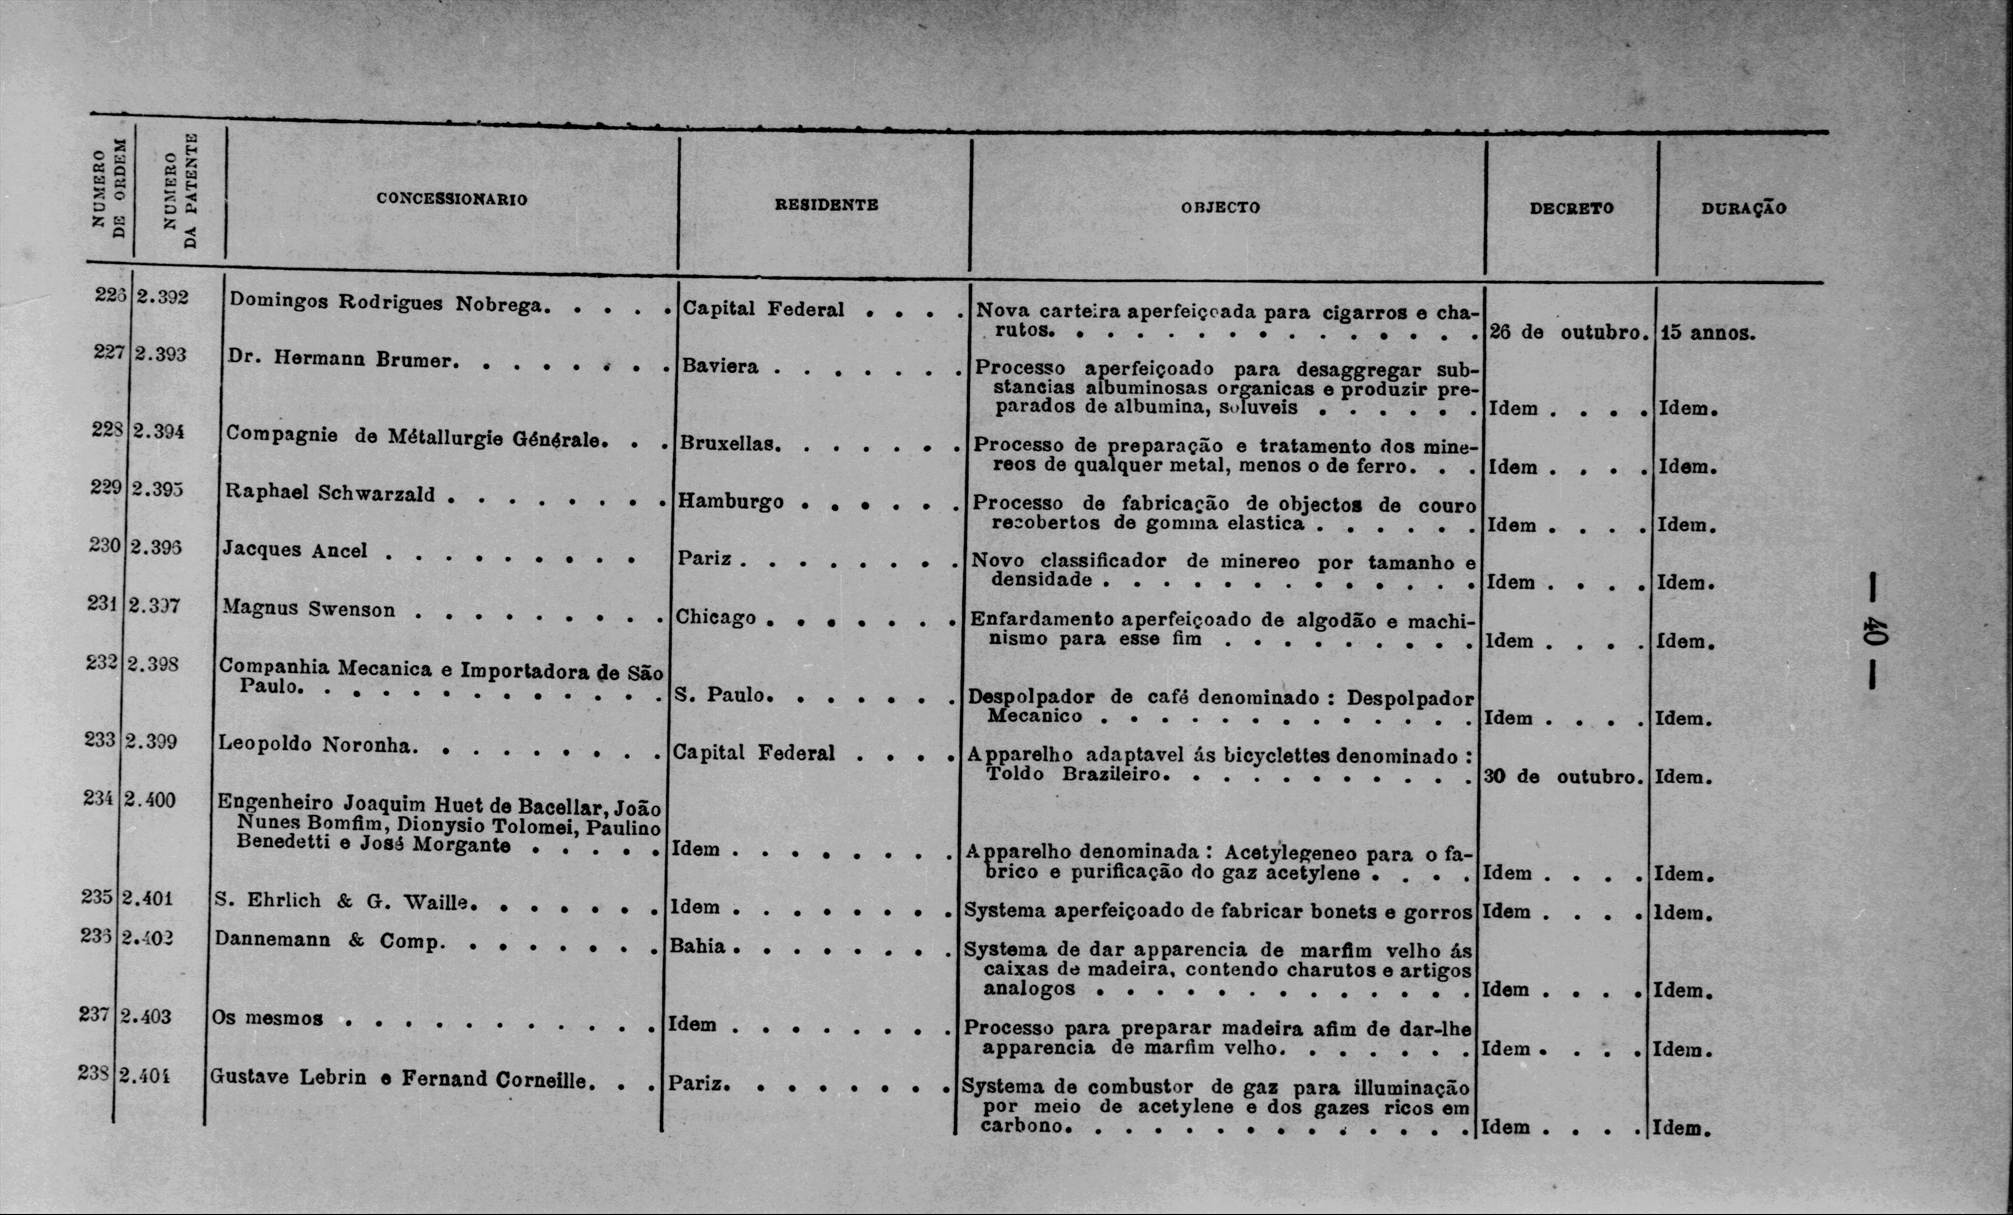 NUMERO DE ORDEM
NUMERO DA PATENTE
CONCESSIONARIO
RESIDENTE
OBJECTO
DECRETO
DURAÇÃO
226 2.392 Domingos Rodrigues Nobrega. . . . . Capital Federal . . . . Nova carteira aperfeiçoada para cigarros e cha-
rutos. . . . . . . . . . . . . . . 26 de outubro. 15 annos.
227 2.393 Dr. Hermann Brumer. . . . . . . . Baviera . . . . . . . Processo aperfeiçoado para desaggregar sub-
stancias albuminosas organicas e produzir pre-
parados de albumina, soluveis . . . . . . Idem . . . . Idem.
228 2.394 Compagnie de Métallurgie Générale. . . Bruxellas. . . . . . . Processo de preparação e tratamento dos mine-
reos de qualquer metal, menos o de ferro. . . Idem . . . . Idem.
229 2.395 Raphael Schwarzald . . . . . . . . Hamburgo . . . . . . Processo de fabricação de objectos de couro
recobertos de gomma elastica . . . . . . Idem . . . . Idem.
230 2.396 Jacques Ancel . . . . . . . . . Pariz . . . . . . . . Novo classificador de minereo por tamanho e
densidade . . . . . . . . . . . . . Idem . . . . Idem.
231 2.397 Magnus Swenson . . . . . . . . . Chicago . . . . . . . Enfardamento aperfeiçoado de algodão e machi-
nismo para esse fim . . . . . . . . . Idem . . . . Idem.
232 2.398 Companhia Mecanica e Importadora de São
Paulo. . . . . . . . . . . . . S. Paulo. . . . . . . Despolpador de café denominado : Despolpador
Mecanico . . . . . . . . . . . . . Idem . . . . Idem.
233 2.399 Leopoldo Noronha. . . . . . . . . Capital Federal . . . . Apparelho adaptavel ás bicyclettes denominado :
Toldo Brazileiro. . . . . . . . . . . 30 de outubro. Idem.
234 2.400 Engenheiro Joaquim Huet de Bacellar, João
Nunes Bomfim, Dionysio Tolomei, Paulino
Benedetti e José Morgante . . . . . Idem . . . . . . . . Apparelho denominada : Acetylegeneo para o fa-
brico e purificação do gaz acetylene . . . . Idem . . . . Idem.
235 2.401 S. Ehrlich & G. Waille. . . . . . . Idem . . . . . . . . Systema aperfeiçoado de fabricar bonets e gorros Idem . . . . Idem.
236 2.402 Dannemann & Comp. . . . . . . . Bahia . . . . . . . . Systema de dar apparencia de marfim velho ás
caixas de madeira, contendo charutos e artigos
analogos . . . . . . . . . . . . . Idem . . . . Idem.
237 2.403 Os mesmos . . . . . . . . . . . Idem . . . . . . . . Processo para preparar madeira afim de dar-lhe
apparencia de marfim velho. . . . . . . Idem . . . . Idem.
238 2.404 Gustave Lebrin e Fernand Corneille. . . Pariz. . . . . . . . Systema de combustor de gaz para illuminação
por meio de acetylene e dos gazes ricos em
carbono. . . . . . . . . . . . . . Idem . . . . Idem.
— 40 —